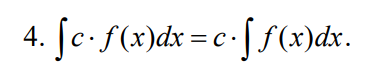 4. ∫c · f(x)dx = c · ∫f(x)dx.